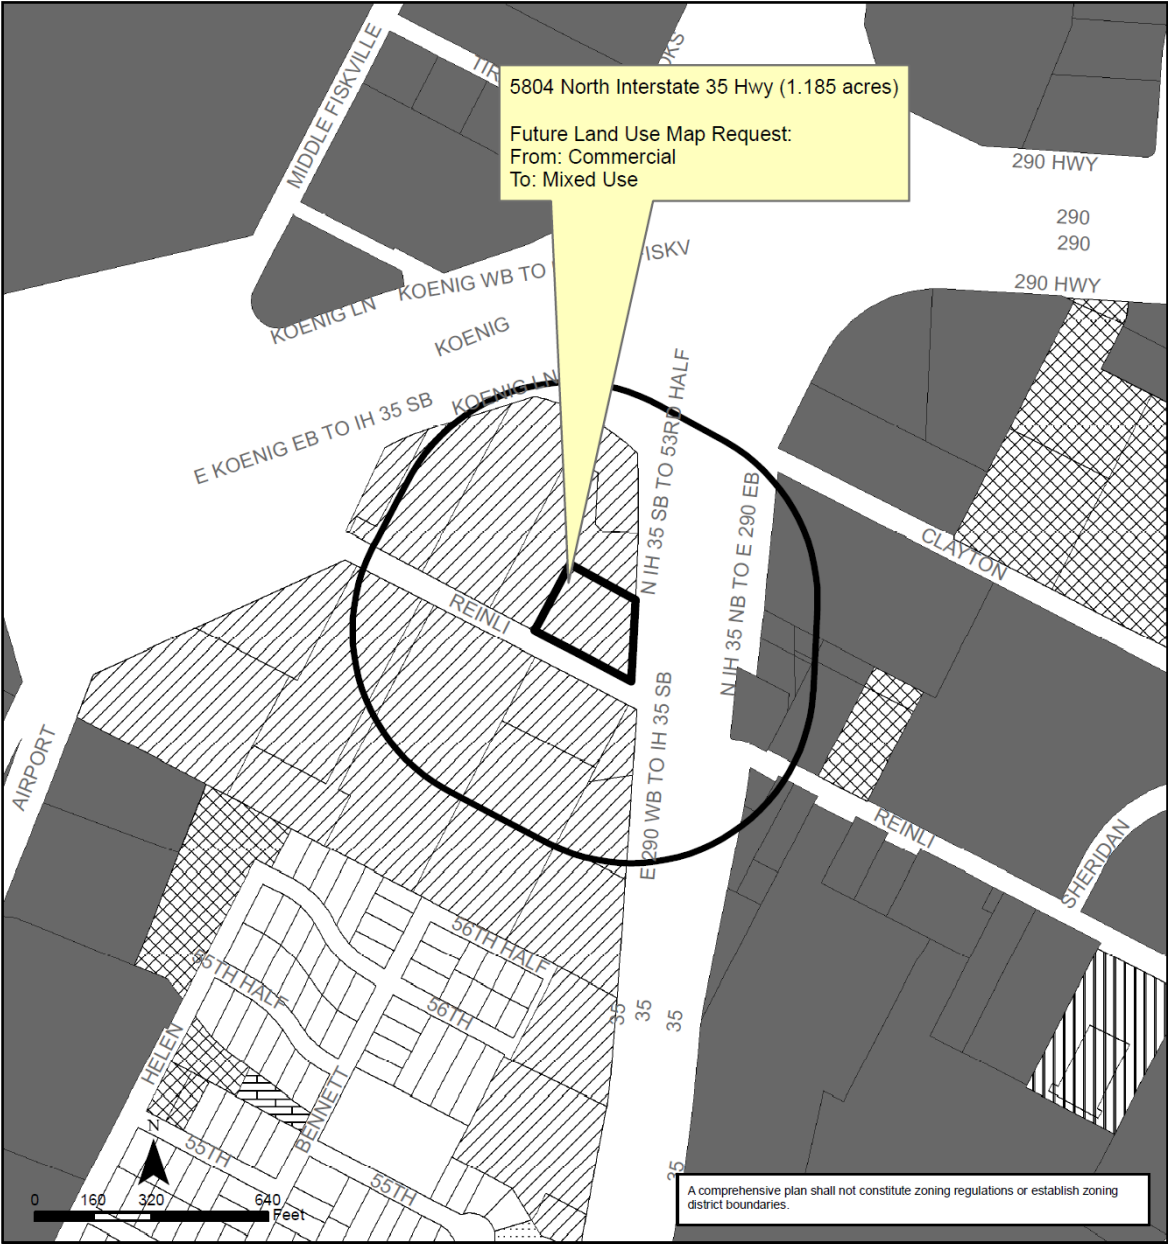 MIDDLE FISKVILLE
5804 North Interstate 35 Hwy (1.185 acres)
Future Land Use Map Request:
From: Commercial
To: Mixed Use
290 HWY
290
290
290 HWY
KOENIG WB TO
KOENIG LN
KOENIG
KOENIG LN
E KOENIG EB TO IH 35 SB
N IH 35 SB TO 53RD HALF
N IH 35 NB TO E 290 EB
CLAYTON
REINLI
E 290 WB TO IH 35 SB
AIRPORT
REINLI
SHERIDAN
56TH HALF
55TH HALF
56TH
35
35
35
HELEN
BENNETT
N
55TH
55TH
35
0 160 320 640
Feet
A comprehensive plan shall not constitute zoning regulations or establish zoning
district boundaries.